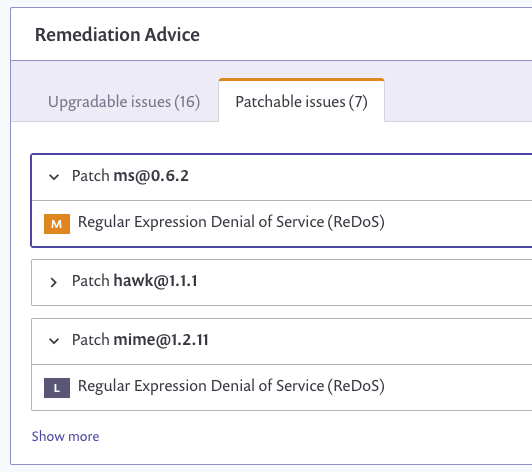 Remediation Advice
Upgradable issues (16) Patchable issues (7)
Patch ms@0.6.2
M Regular Expression Denial of Service (ReDoS)
Patch hawk@1.1.1
Patch mime@1.2.11
L Regular Expression Denial of Service (ReDoS)
Show more